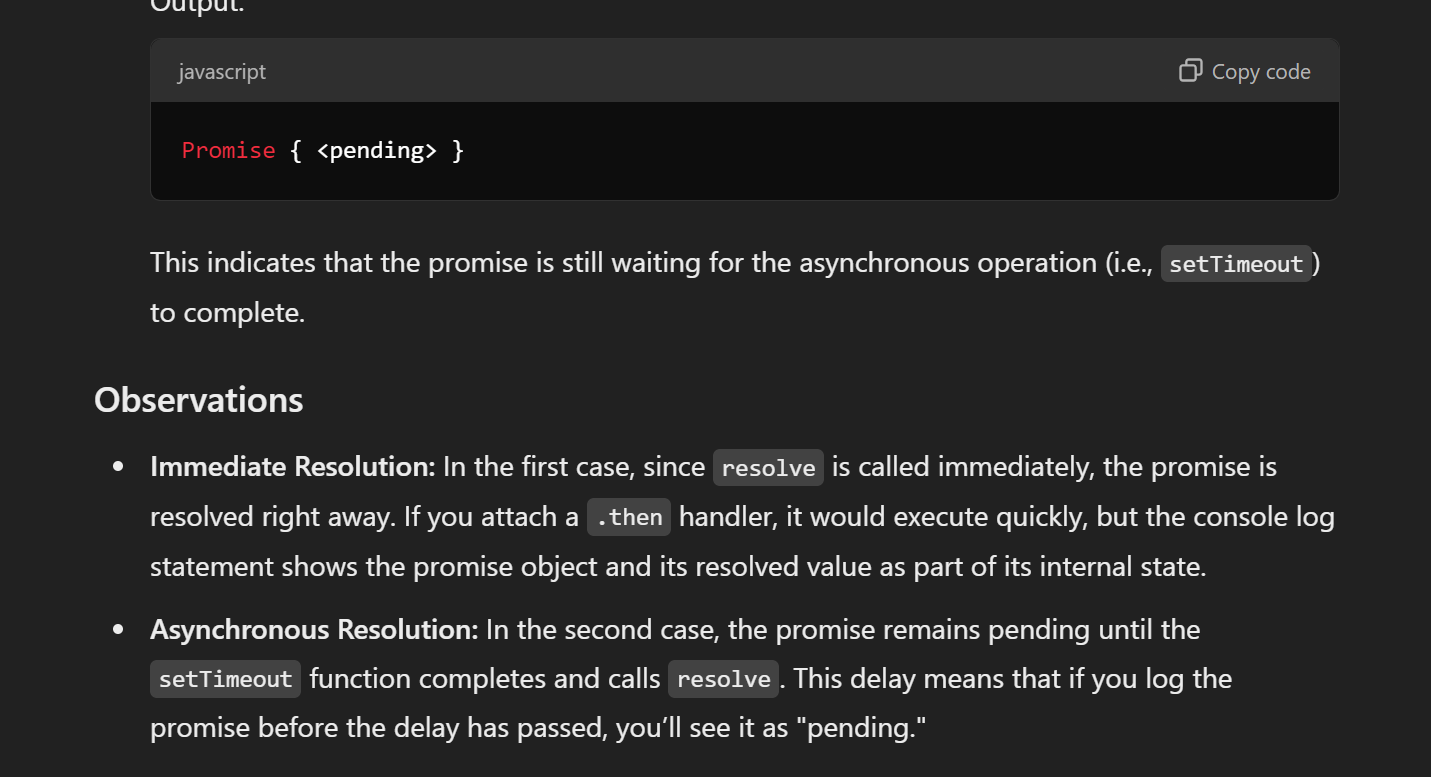 Output:
javascript
Copy code
Promise { <pending> }
This indicates that the promise is still waiting for the asynchronous operation (i.e., setTimeout)
to complete.
Observations
Immediate Resolution: In the first case, since resolve is called immediately, the promise is
resolved right away. If you attach a .then handler, it would execute quickly, but the console log
statement shows the promise object and its resolved value as part of its internal state.
Asynchronous Resolution: In the second case, the promise remains pending until the
setTimeout function completes and calls resolve. This delay means that if you log the
promise before the delay has passed, you’ll see it as "pending."